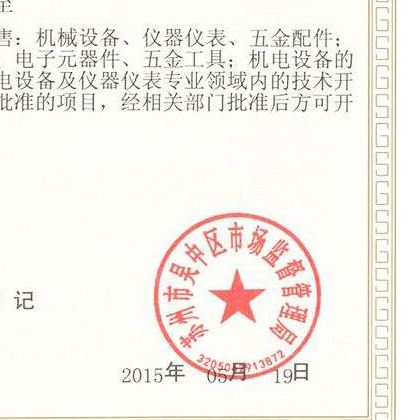 售：机械设备、仪器仪表、五金配件；
电子元器件、五金工具；机电设备的
电设备及仪器仪表专业领域内的技术开
批准的项目，经相关部门批准后方可开
苏州市吴中区市场监督管理局
记
2015年 05月 19日